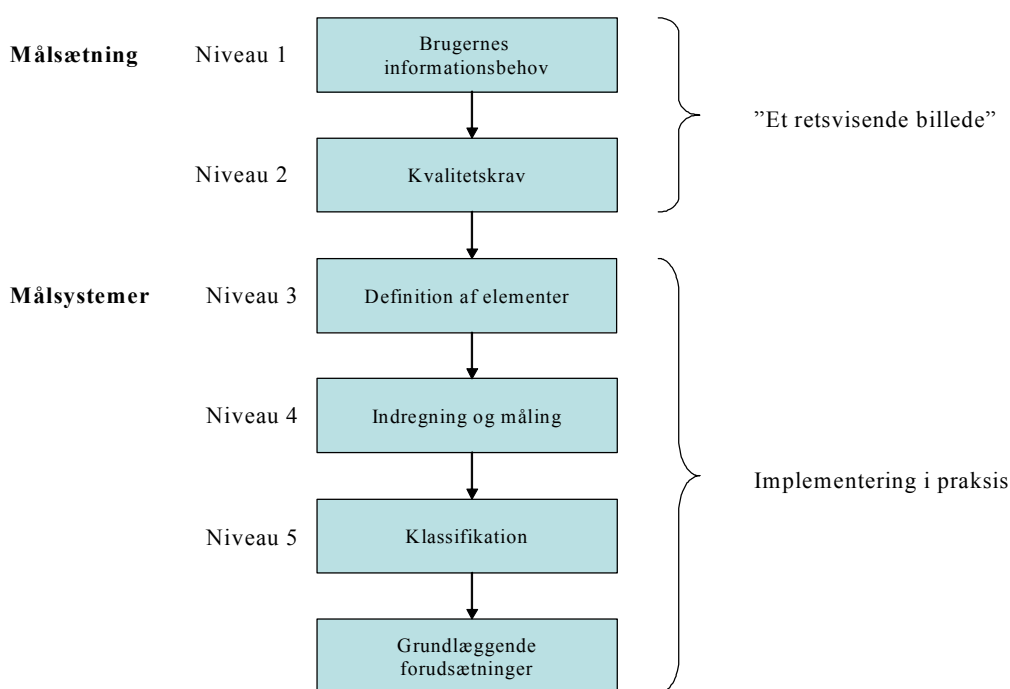 Målsætning Niveau 1 Brugernes
informationsbehov
"Et retsvisende billede”
Niveau 2 Kvalitetskrav
Målsystemer Niveau 3 Definition af elementer
Niveau 4 Indregning og måling
Implementering i praksis
Niveau 5 Klassifikation
Grundlæggende
forudsætninger